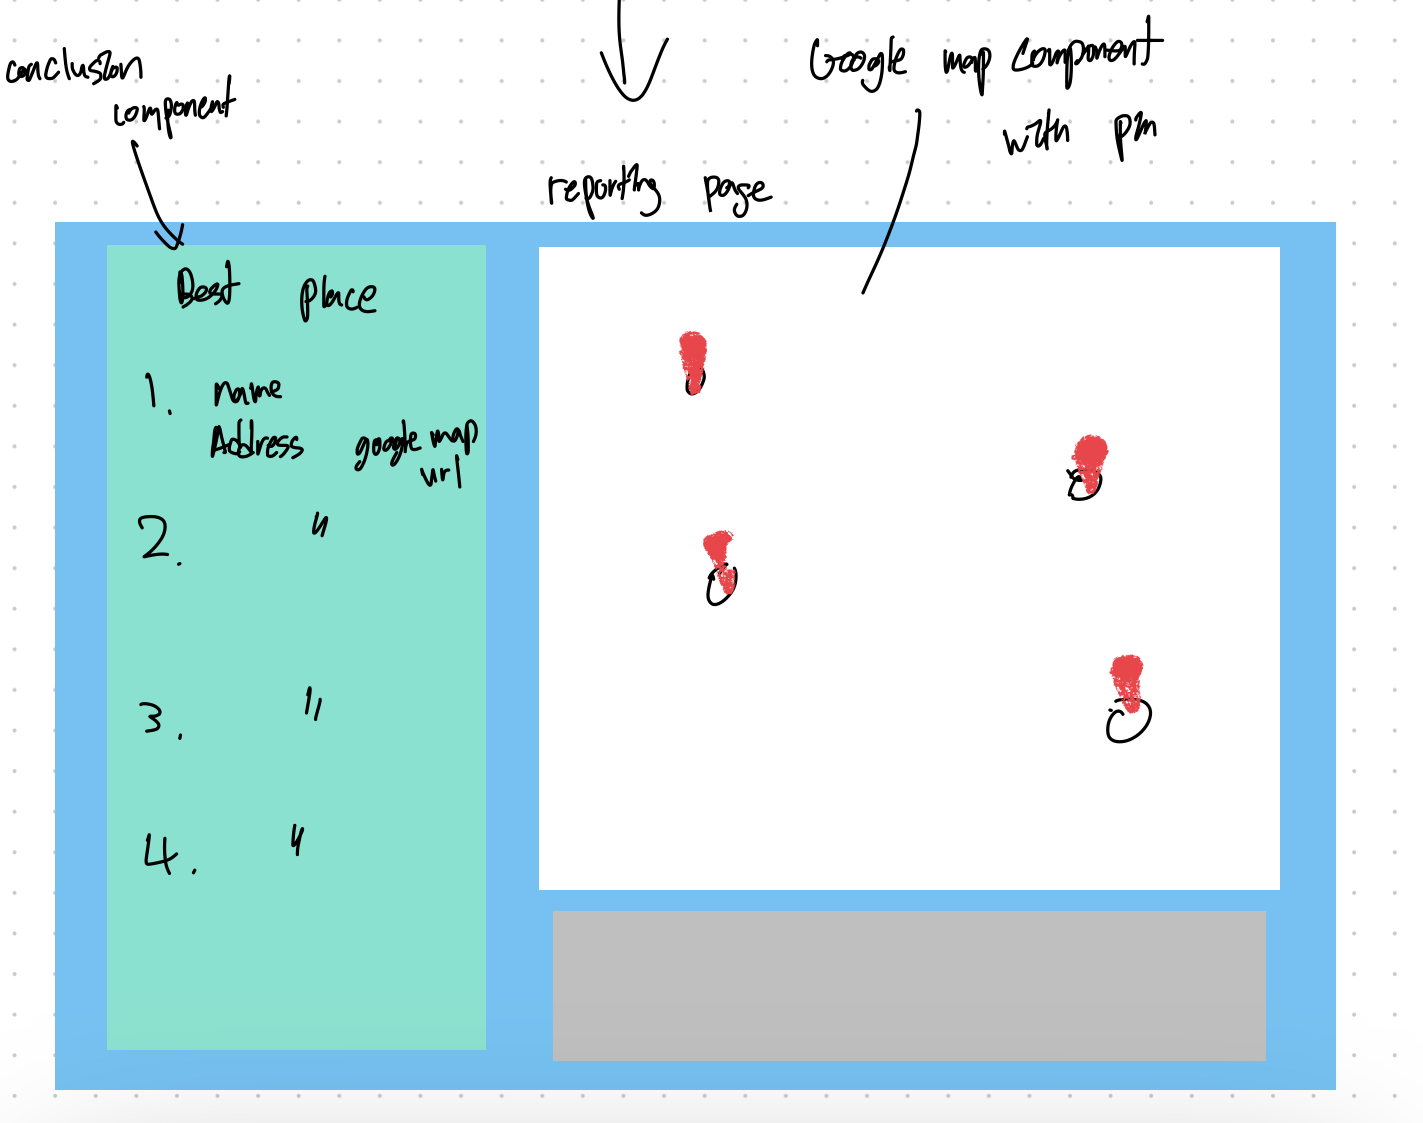 conclusion
component
Google map component
with pin
reporting page
Best place
1. name
Address google map
url
2. "
3. "
4. "